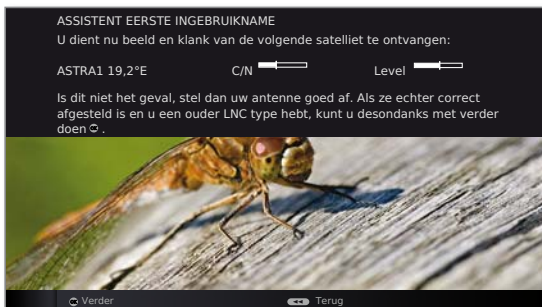 ASSISTENT EERSTE INGEBRUIKNAME
U dient nu beeld en klank van de volgende satelliet te ontvangen:
ASTRA1 19,2°E C/N Level
Is dit niet het geval, stel dan uw antenne goed af. Als ze echter correct
afgesteld is en u een ouder LNC type hebt, kunt u desondanks met verder
doen OK .
OK Verder Terug